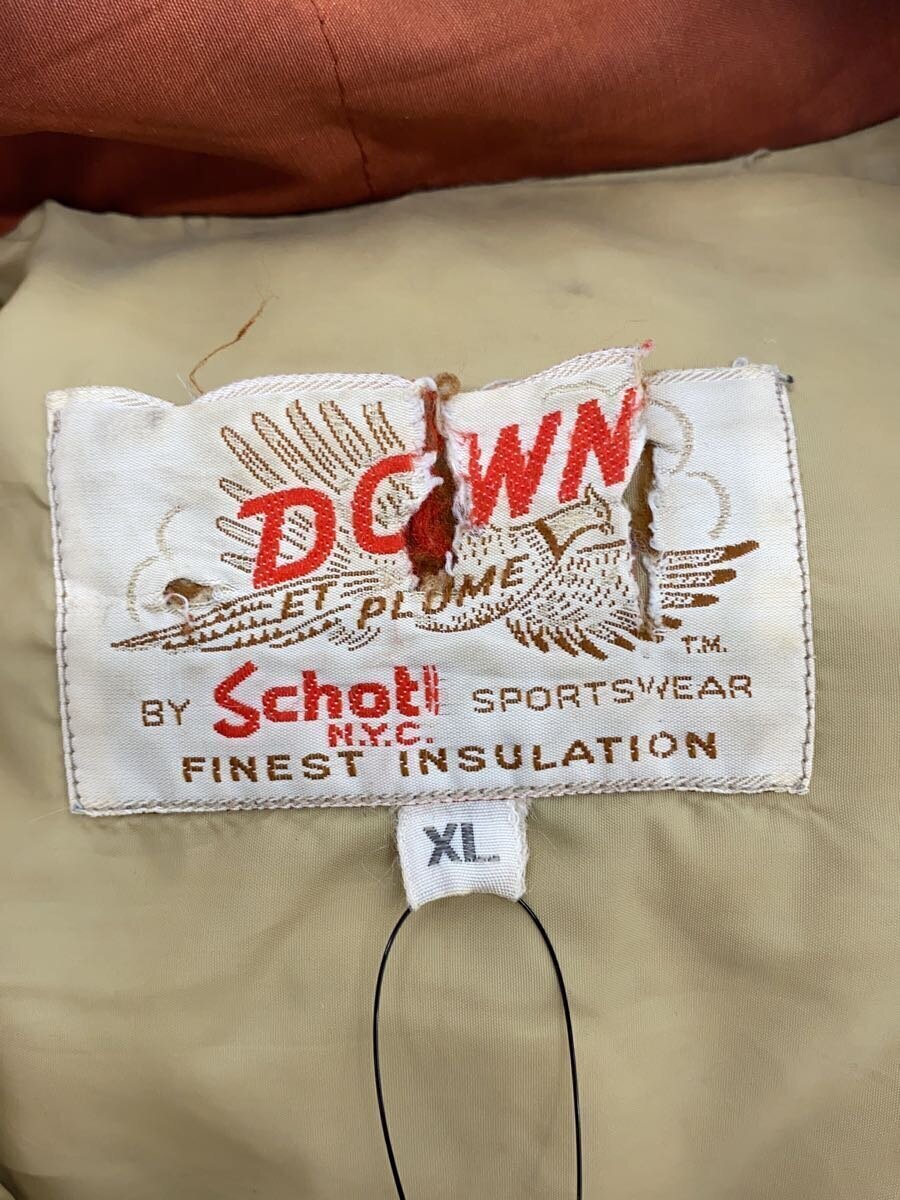 DOWN
ET PLUME
T.M.
BY Schott SPORTSWEAR
N.Y.C.
FINEST INSULATION
XL